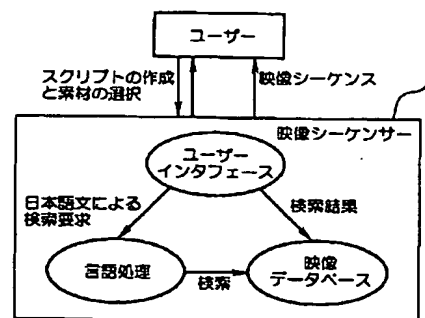 ユーザー
スクリプトの作成
と素材の選択
映像シーケンス
映像シーケンサー
ユーザー
インタフェース
日本語文による
検索要求
検索結果
言語処理
検索
映像
データベース